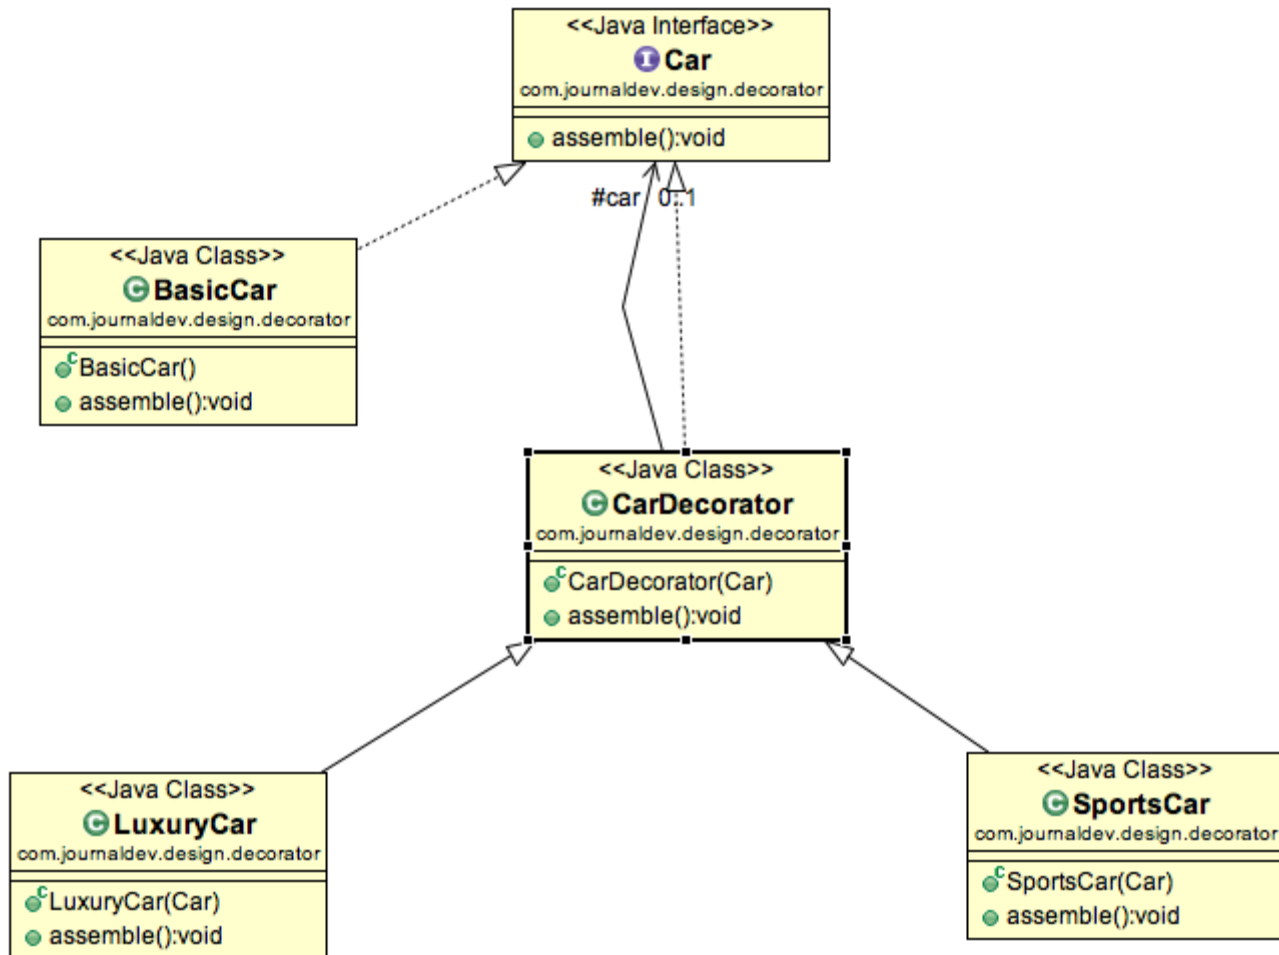 <<Java Interface>>
I Car
com.journaldev.design.decorator
assemble():void
#car 0..1
<<Java Class>>
C BasicCar
com.journaldev.design.decorator
C BasicCar()
assemble():void
<<Java Class>>
C CarDecorator
com.journaldev.design.decorator
C CarDecorator(Car)
assemble():void
<<Java Class>>
C LuxuryCar
com.journaldev.design.decorator
C LuxuryCar(Car)
assemble():void
<<Java Class>>
C SportsCar
com.journaldev.design.decorator
C SportsCar(Car)
assemble():void